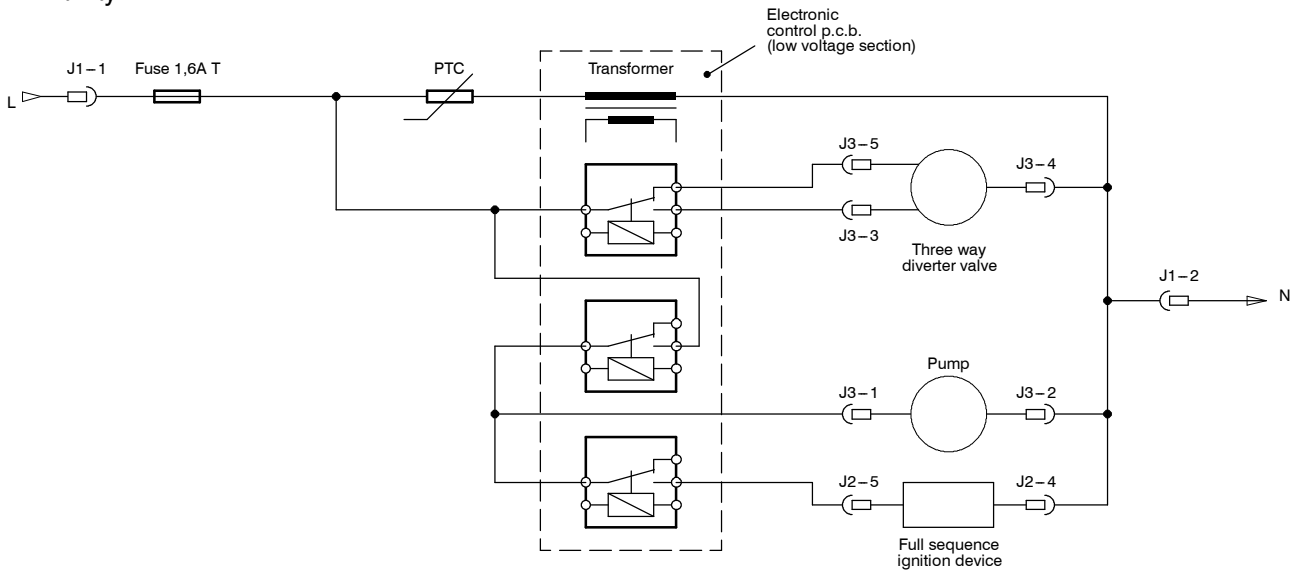 Electronic
control p.c.b.
(low voltage section)
J1–1
Fuse 1,6A T
PTC
Transformer
L
J3–5
J3–4
J3–3
Three way
diverter valve
J1–2
N
Pump
J3–1
J3–2
J2–5
J2–4
Full sequence
ignition device